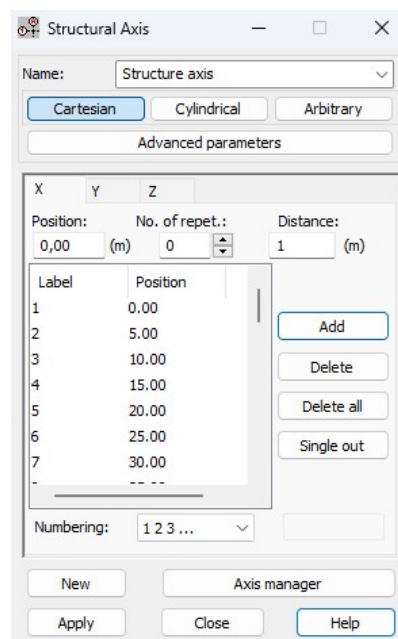 Structural Axis
Name: Structure axis
Cartesian Cylindrical Arbitrary
Advanced parameters
X Y Z
Position: No. of repet.: Distance:
0,00 (m) 0 1 (m)
Label Position
1 0.00
2 5.00
3 10.00
4 15.00
5 20.00
6 25.00
7 30.00
Add
Delete
Delete all
Single out
Numbering: 1 2 3 ...
New Axis manager
Apply Close Help